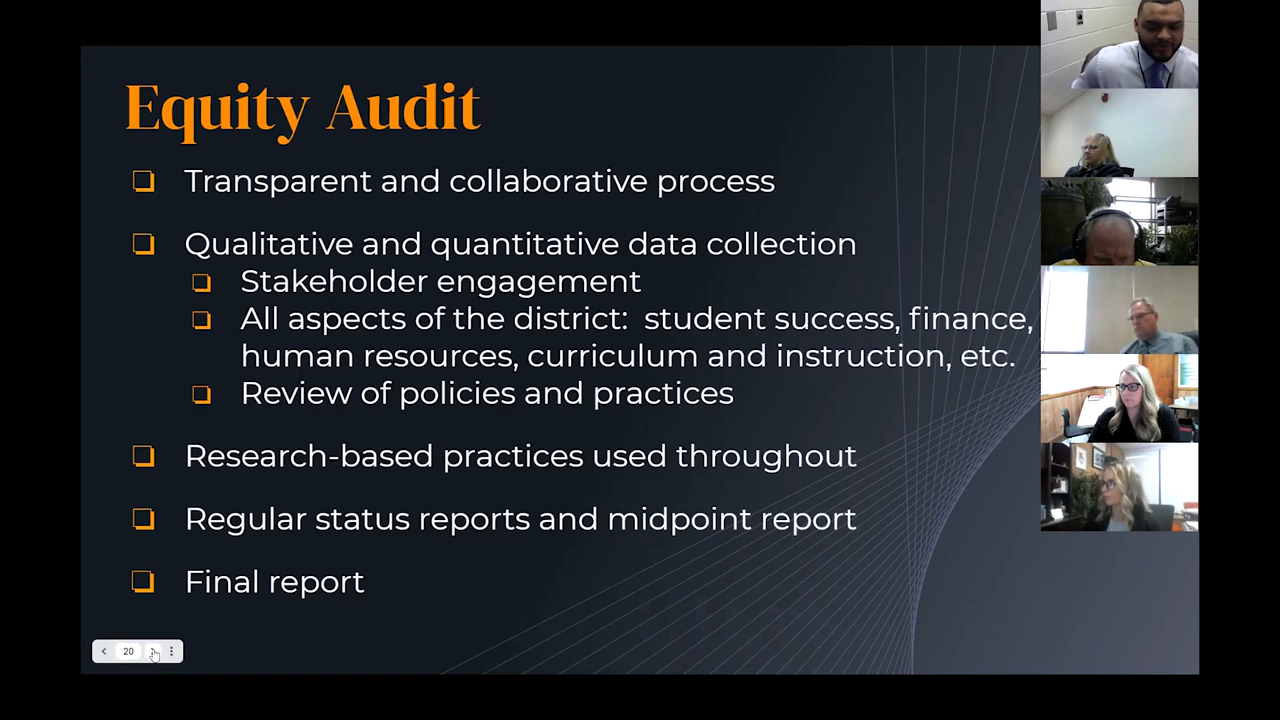 Equity Audit
Transparent and collaborative process
Qualitative and quantitative data collection
Stakeholder engagement
All aspects of the district: student success, finance,
human resources, curriculum and instruction, etc.
Review of policies and practices
Research-based practices used throughout
Regular status reports and midpoint report
Final report
20